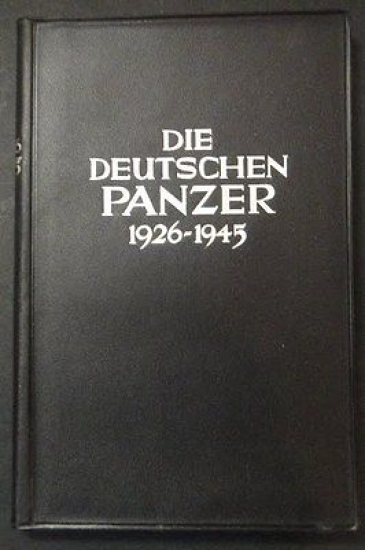 DIE
DEUTSCHEN
PANZER
1926-1945